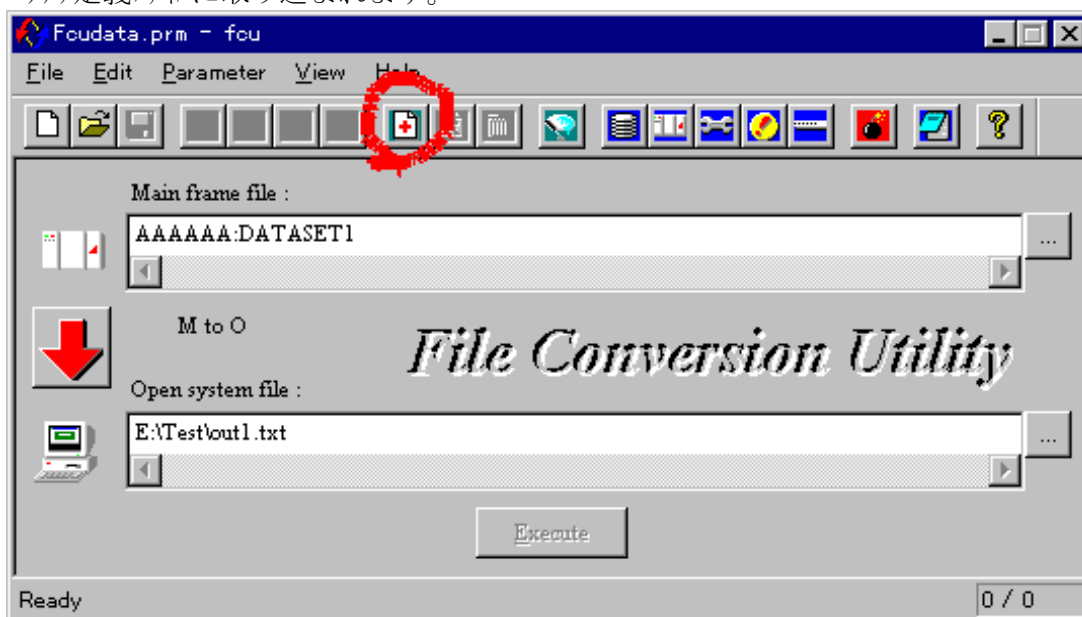 Fcudata.prm - fcu
File Edit Parameter View Help
Main frame file :
AAAAAA:DATASET1
...
M to O
File Conversion Utility
Open system file :
E:\Test\out1.txt
...
Execute
Ready
0 / 0